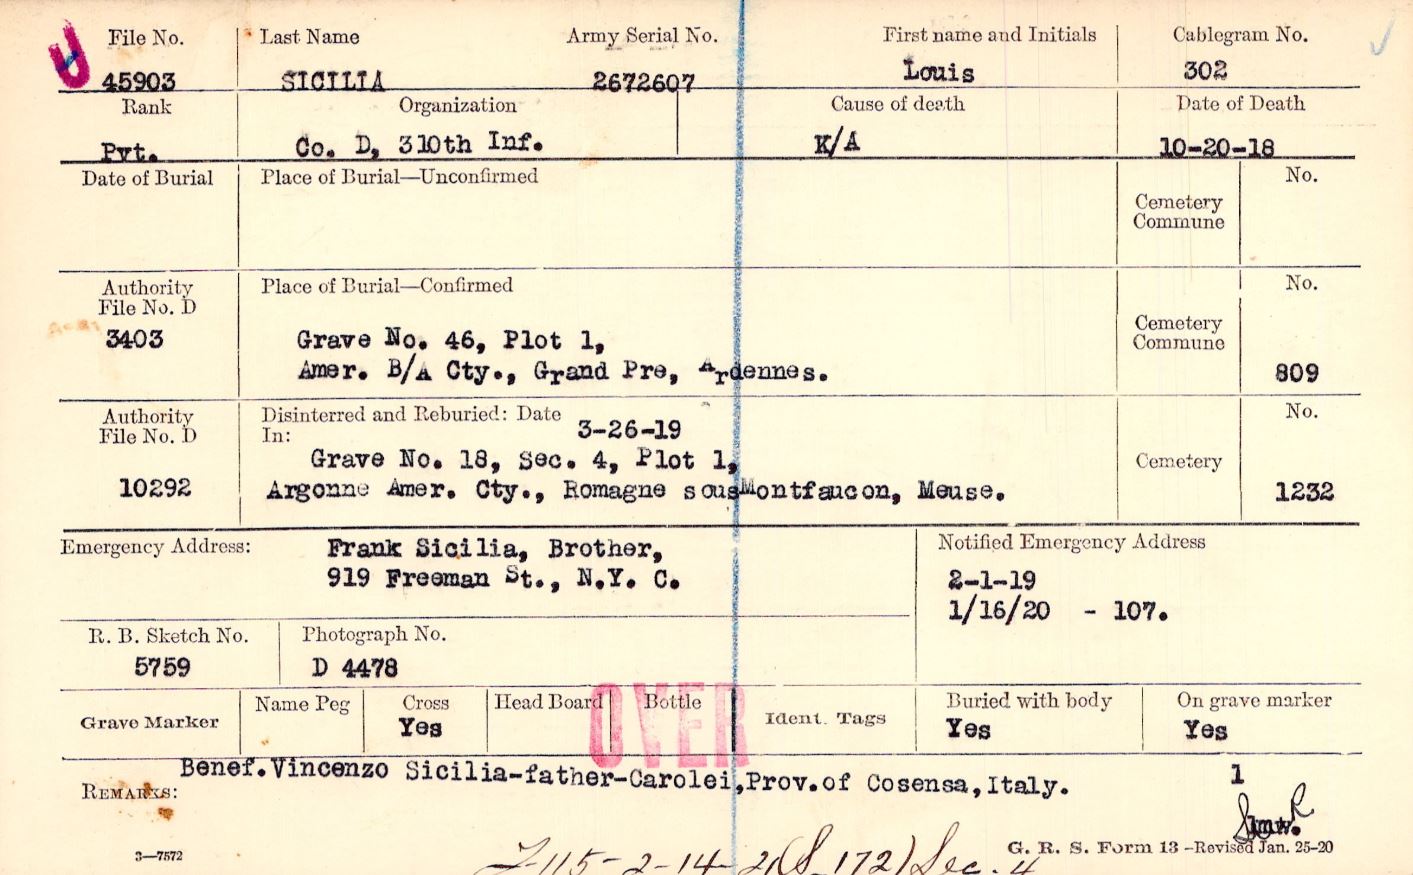 File No. Last Name Army Serial No. First name and Initials Cablegram No.
45903 SICILIA 2672607 Louis 302
Rank Organization Cause of death Date of Death
Pvt. Co. D, 310th Inf. K/A 10-20-18
Date of Burial Place of Burial—Unconfirmed No.
Cemetery
Commune
Authority Place of Burial—Confirmed No.
File No. D
3403 Grave No. 46, Plot 1, Cemetery
Commune
Amer. B/A Cty., Grand Pre, Ardennes. 809
Authority Disinterred and Reburied: Date 3-26-19 No.
File No. D In:
Grave No. 18, Sec. 4, Plot 1, Cemetery
10292 Argonne Amer. Cty., Romagne sous Montfaucon, Meuse. 1232
Emergency Address: Frank Sicilia, Brother, Notified Emergency Address
919 Freeman St., N.Y. C. 2-1-19
1/16/20 - 107.
R. B. Sketch No. Photograph No.
5759 D 4478
Grave Marker Name Peg Cross Head Board Bottle Ident. Tags Buried with body On grave marker
Yes Yes Yes
OVER
Benef. Vincenzo Sicilia-father-Carolei, Prov. of Cosensa, Italy. 1
REMARKS:
lmw.
3—7572 G. R. S. Form 13 -Revised Jan. 25-20